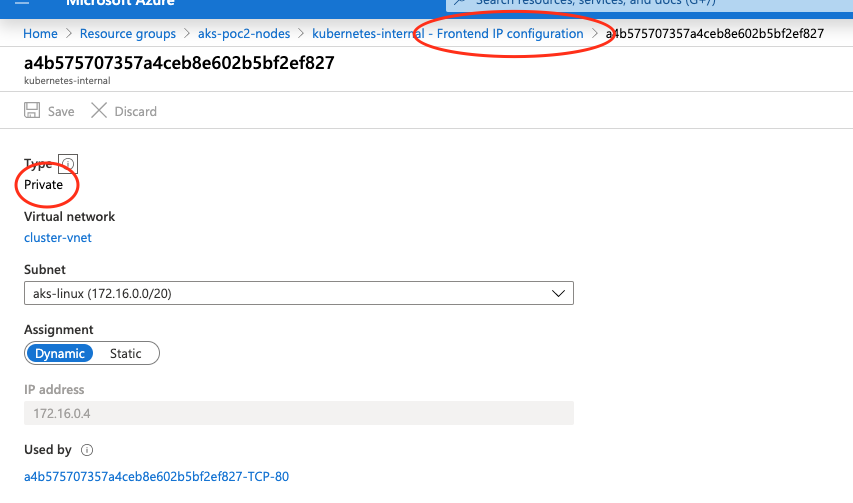 Microsoft Azure
Search resources, services, and docs (G+/)
Home > Resource groups > aks-poc2-nodes > kubernetes-internal - Frontend IP configuration > a4b575707357a4ceb8e602b5bf2ef827
a4b575707357a4ceb8e602b5bf2ef827
kubernetes-internal
Save Discard
Type
Private
Virtual network
cluster-vnet
Subnet
aks-linux (172.16.0.0/20)
Assignment
Dynamic Static
IP address
172.16.0.4
Used by
a4b575707357a4ceb8e602b5bf2ef827-TCP-80